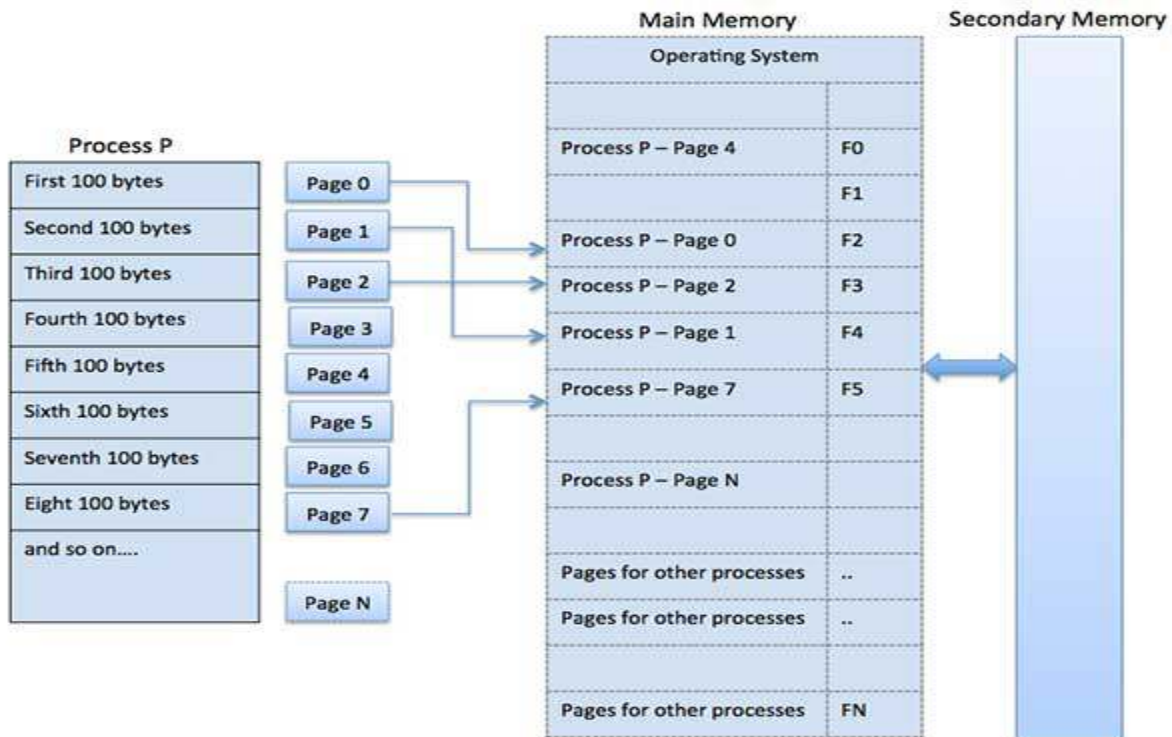 Main Memory
Secondary Memory
Operating System
Process P
First 100 bytes
Second 100 bytes
Third 100 bytes
Fourth 100 bytes
Fifth 100 bytes
Sixth 100 bytes
Seventh 100 bytes
Eight 100 bytes
and so on....
Page 0
Page 1
Page 2
Page 3
Page 4
Page 5
Page 6
Page 7
Page N
Process P – Page 4 F0
F1
Process P – Page 0 F2
Process P – Page 2 F3
Process P – Page 1 F4
Process P – Page 7 F5
Process P – Page N
Pages for other processes ..
Pages for other processes ..
Pages for other processes FN